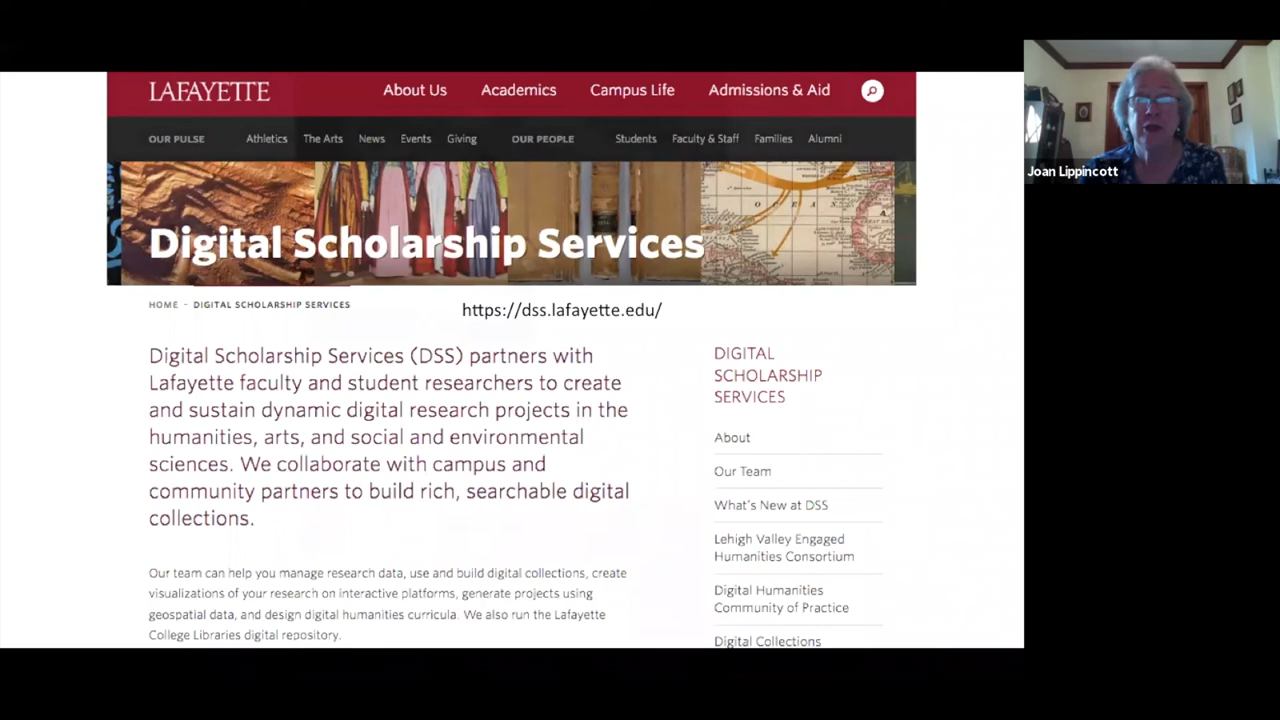 LAFAYETTE
About Us Academics Campus Life Admissions & Aid
OUR PULSE Athletics The Arts News Events Giving OUR PEOPLE Students Faculty & Staff Families Alumni
Digital Scholarship Services
HOME - DIGITAL SCHOLARSHIP SERVICES
https://dss.lafayette.edu/
Digital Scholarship Services (DSS) partners with
Lafayette faculty and student researchers to create
and sustain dynamic digital research projects in the
humanities, arts, and social and environmental
sciences. We collaborate with campus and
community partners to build rich, searchable digital
collections.
Our team can help you manage research data, use and build digital collections, create
visualizations of your research on interactive platforms, generate projects using
geospatial data, and design digital humanities curricula. We also run the Lafayette
College Libraries digital repository.
DIGITAL
SCHOLARSHIP
SERVICES
About
Our Team
What's New at DSS
Lehigh Valley Engaged
Humanities Consortium
Digital Humanities
Community of Practice
Digital Collections
Joan Lippincott